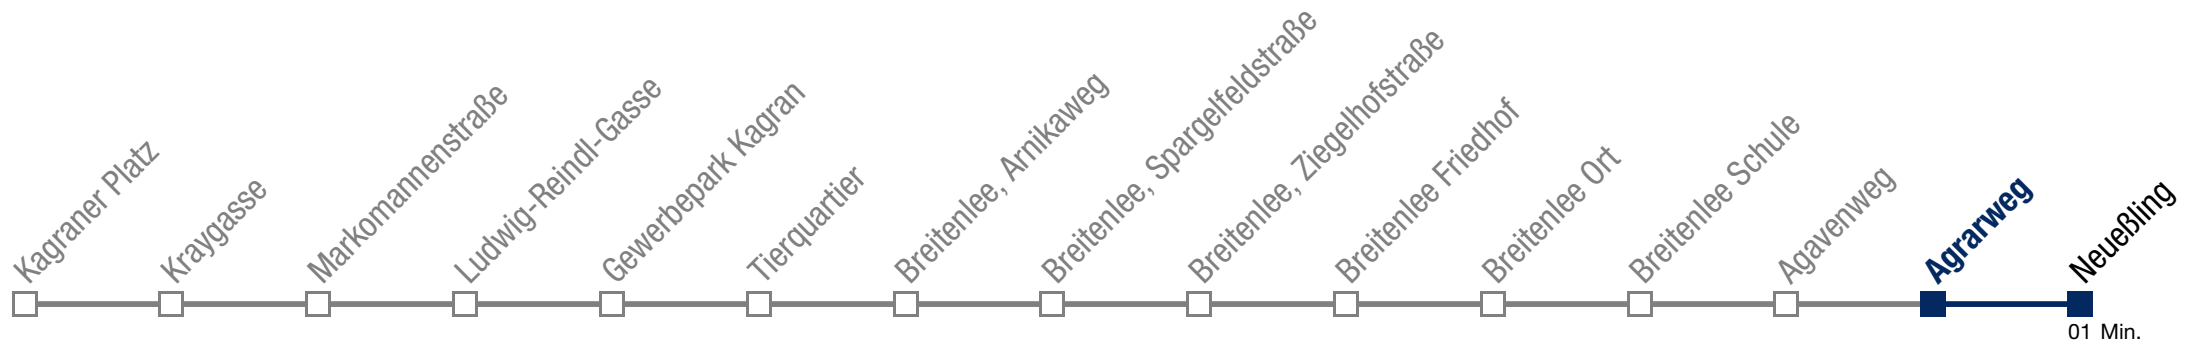 Kagraner Platz
Kraygasse
Markomannenstraße
Ludwig-Reindl-Gasse
Gewerbepark Kagran
Tierquartier
Breitenlee, Arnikaweg
Breitenlee, Spargelfeldstraße
Breitenlee, Ziegelhofstraße
Breitenlee Friedhof
Breitenlee Ort
Breitenlee Schule
Agavenweg
Agrarweg
Neueßling
01 Min.